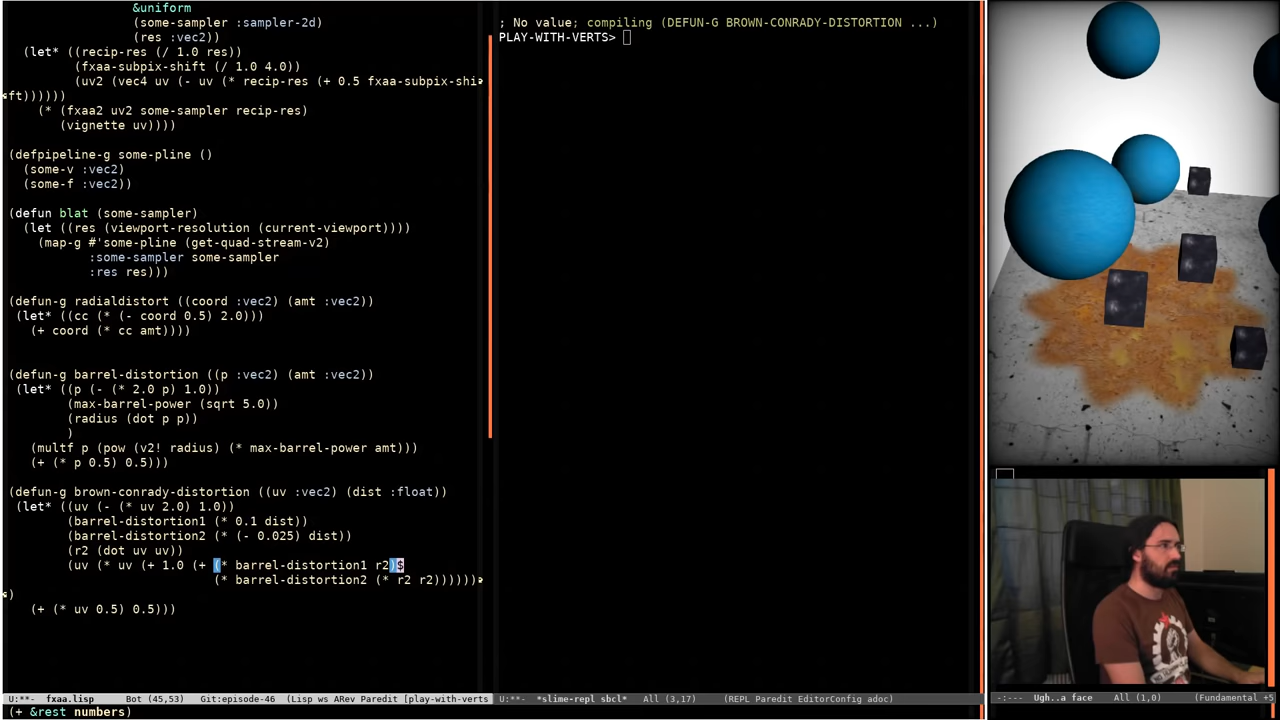 &uniform
(some-sampler :sampler-2d)
(res :vec2))
(let* ((recip-res (/ 1.0 res))
(fxaa-subpix-shift (/ 1.0 4.0))
(uv2 (vec4 uv (- uv (* recip-res (+ 0.5 fxaa-subpix-shi
ft))))))
(* (fxaa2 uv2 some-sampler recip-res)
(vignette uv))))
(defpipeline-g some-pline ()
(some-v :vec2)
(some-f :vec2))
(defun blat (some-sampler)
(let ((res (viewport-resolution (current-viewport))))
(map-g #'some-pline (get-quad-stream-v2)
:some-sampler some-sampler
:res res)))
(defun-g radialdistort ((coord :vec2) (amt :vec2))
(let* ((cc (* (- coord 0.5) 2.0)))
(+ coord (* cc amt))))
(defun-g barrel-distortion ((p :vec2) (amt :vec2))
(let* ((p (- (* 2.0 p) 1.0))
(max-barrel-power (sqrt 5.0))
(radius (dot p p))
)
(multf p (pow (v2! radius) (* max-barrel-power amt)))
(+ (* p 0.5) 0.5)))
(defun-g brown-conrady-distortion ((uv :vec2) (dist :float))
(let* ((uv (- (* uv 2.0) 1.0))
(barrel-distortion1 (* 0.1 dist))
(barrel-distortion2 (* (- 0.025) dist))
(r2 (dot uv uv))
(uv (* uv (+ 1.0 (+ (* barrel-distortion1 r2)$
(* barrel-distortion2 (* r2 r2))))))
)
(+ (* uv 0.5) 0.5)))
U:**- fxaa.lisp Bot (45,53) Git:episode-46 (Lisp ws ARev Paredit [play-with-verts
(+ &rest numbers)
; No value; compiling (DEFUN-G BROWN-CONRADY-DISTORTION ...)
PLAY-WITH-VERTS>
U:**- *slime-repl sbcl* All (3,17) (REPL Paredit EditorConfig adoc)
-:--- Ugh..a face All (1,0) (Fundamental +5